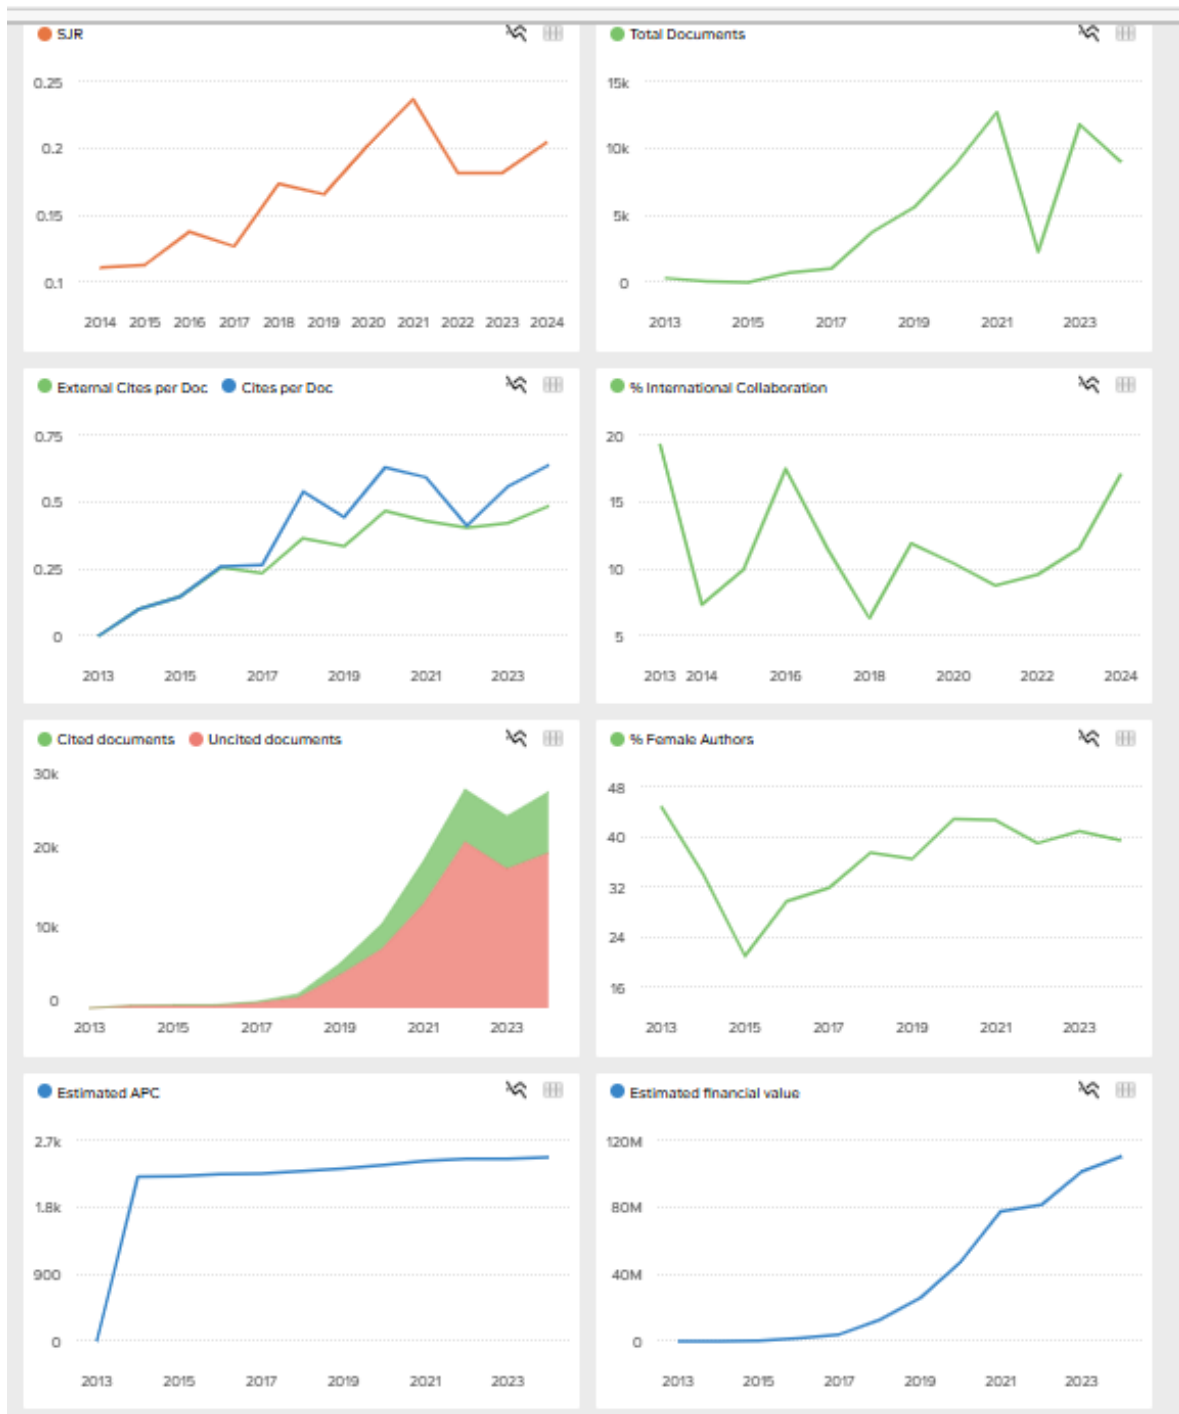 SJR
0.25
0.2
0.15
0.1
2014 2015 2016 2017 2018 2019 2020 2021 2022 2023 2024
Total Documents
15k
10k
5k
0
2013 2015 2017 2019 2021 2023
External Cites per Doc Cites per Doc
0.75
0.5
0.25
0
2013 2015 2017 2019 2021 2023
% International Collaboration
20
15
10
5
2013 2014 2016 2018 2020 2022 2024
Cited documents Uncited documents
30k
20k
10k
0
2013 2015 2017 2019 2021 2023
% Female Authors
48
40
32
24
16
2013 2015 2017 2019 2021 2023
Estimated APC
2.7k
1.8k
900
0
2013 2015 2017 2019 2021 2023
Estimated financial value
120M
80M
40M
0
2013 2015 2017 2019 2021 2023